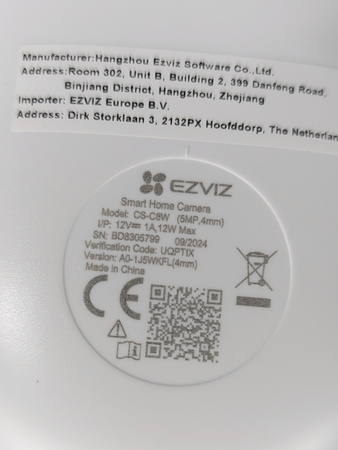 Manufacturer:Hangzhou Ezviz Software Co.,Ltd.
Address:Room 302, Unit B, Building 2, 399 Danfeng Road,
Binjiang District, Hangzhou, Zhejiang
Importer: EZVIZ Europe B.V.
Address: Dirk Storklaan 3, 2132PX Hoofddorp, The Netherlan
EZVIZ
Smart Home Camera
Model: CS-C8W (5MP,4mm)
I/P: 12V⎓1A,12W Max
SN: BD8305799 09/2024
Verification Code: UQPTIX
Version: A0-1J5WKFL(4mm)
Made in China
CE